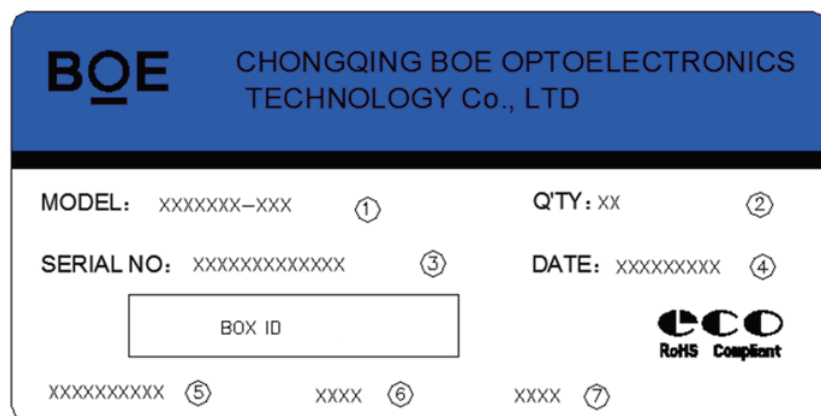 BOE
CHONGQING BOE OPTOELECTRONICS
TECHNOLOGY Co., LTD
MODEL: XXXXXXX-XXX ① Q'TY: XX ②
SERIAL NO: XXXXXXXXXXXXX ③ DATE: XXXXXXXXX ④
BOX ID
eco
RoHS Compliant
XXXXXXXXXX ⑤ XXXX ⑥ XXXX ⑦